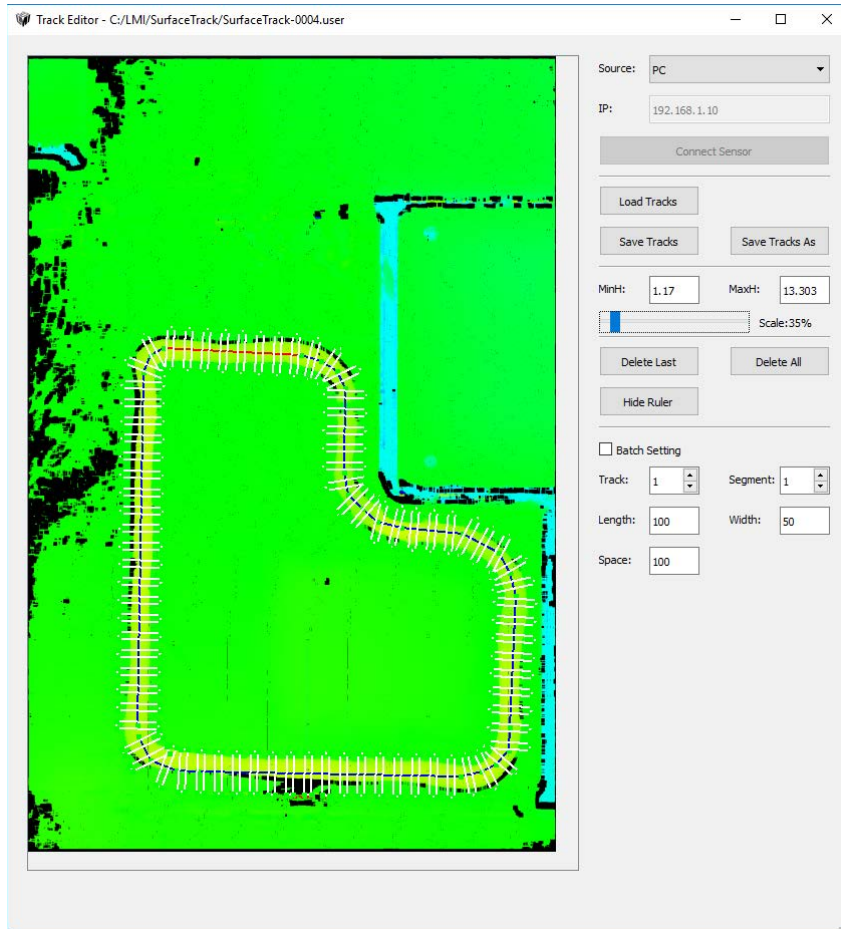 Track Editor - C:/LMI/SurfaceTrack/SurfaceTrack-0004.user
Source: PC
IP: 192.168.1.10
Connect Sensor
Load Tracks
Save Tracks Save Tracks As
MinH: 1.17 MaxH: 13.303
Scale:35%
Delete Last Delete All
Hide Ruler
Batch Setting
Track: 1 Segment: 1
Length: 100 Width: 50
Space: 100